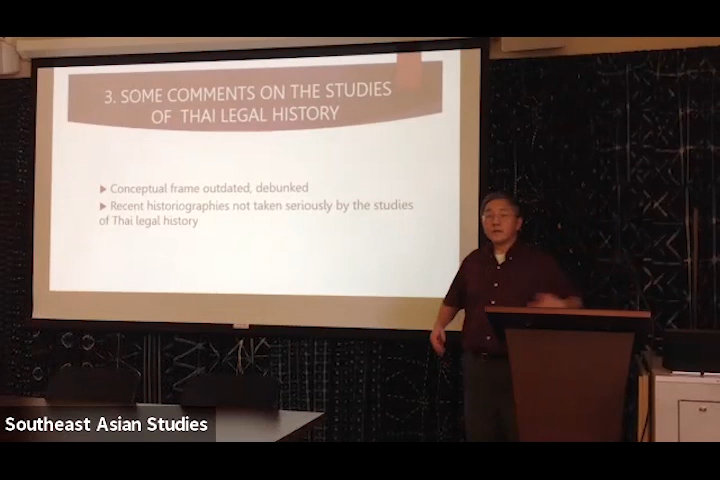 3. SOME COMMENTS ON THE STUDIES
OF THAI LEGAL HISTORY
▶ Conceptual frame outdated, debunked
▶ Recent historiographies not taken seriously by the studies
of Thai legal history
Southeast Asian Studies